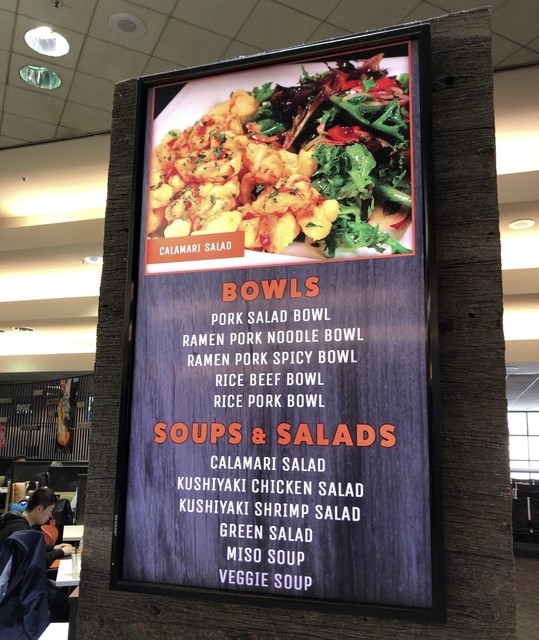 CALAMARI SALAD
BOWLS
PORK SALAD BOWL
RAMEN PORK NOODLE BOWL
RAMEN PORK SPICY BOWL
RICE BEEF BOWL
RICE PORK BOWL
SOUPS & SALADS
CALAMARI SALAD
KUSHIYAKI CHICKEN SALAD
KUSHIYAKI SHRIMP SALAD
GREEN SALAD
MISO SOUP
VEGGIE SOUP